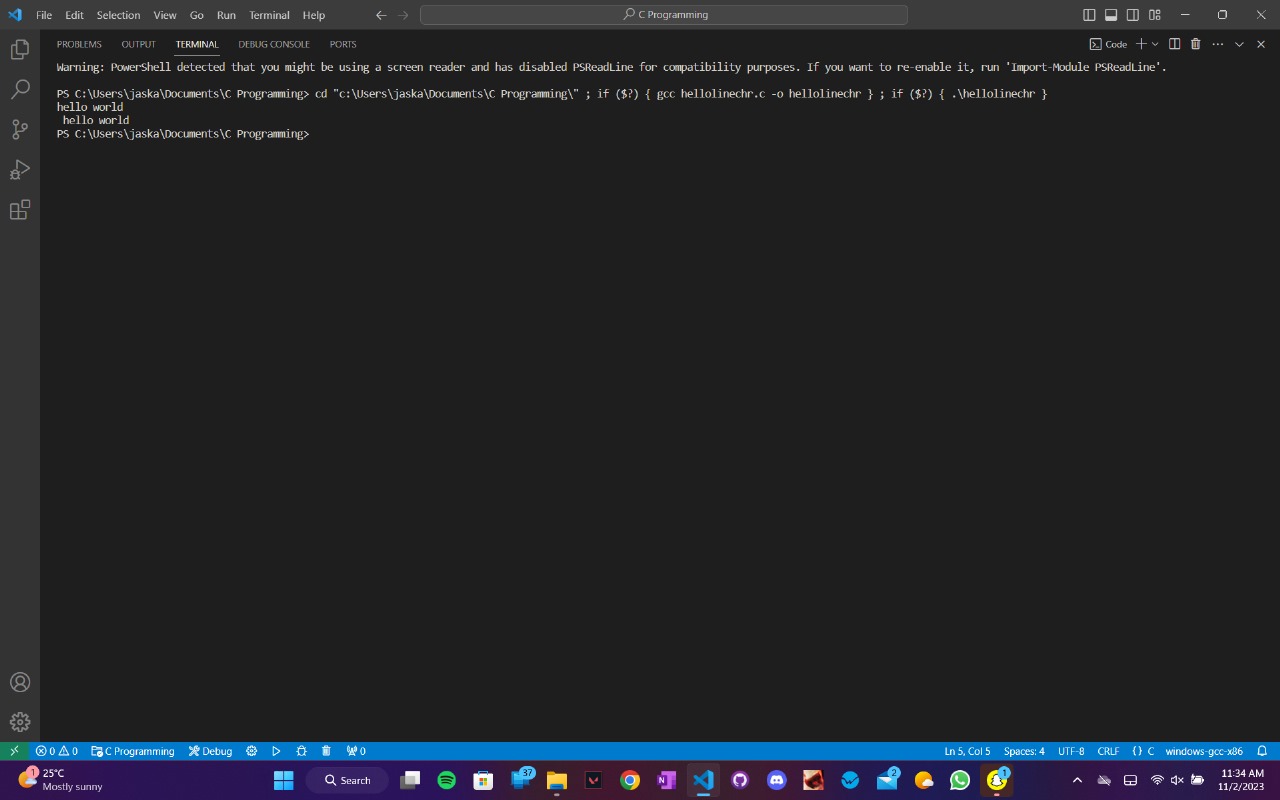 File Edit Selection View Go Run Terminal Help C Programming
PROBLEMS OUTPUT TERMINAL DEBUG CONSOLE PORTS Code
Warning: PowerShell detected that you might be using a screen reader and has disabled PSReadLine for compatibility purposes. If you want to re-enable it, run 'Import-Module PSReadLine'.
PS C:\Users\jaska\Documents\C Programming> cd "c:\Users\jaska\Documents\C Programming\" ; if ($?) { gcc hellolinechr.c -o hellolinechr } ; if ($?) { .\hellolinechr }
hello world
 hello world
PS C:\Users\jaska\Documents\C Programming>
0 0 C Programming Debug 0 Ln 5, Col 5 Spaces: 4 UTF-8 CRLF {} C windows-gcc-x86
1 25°C Search 37 2 1 11:34 AM
Mostly sunny 11/2/2023